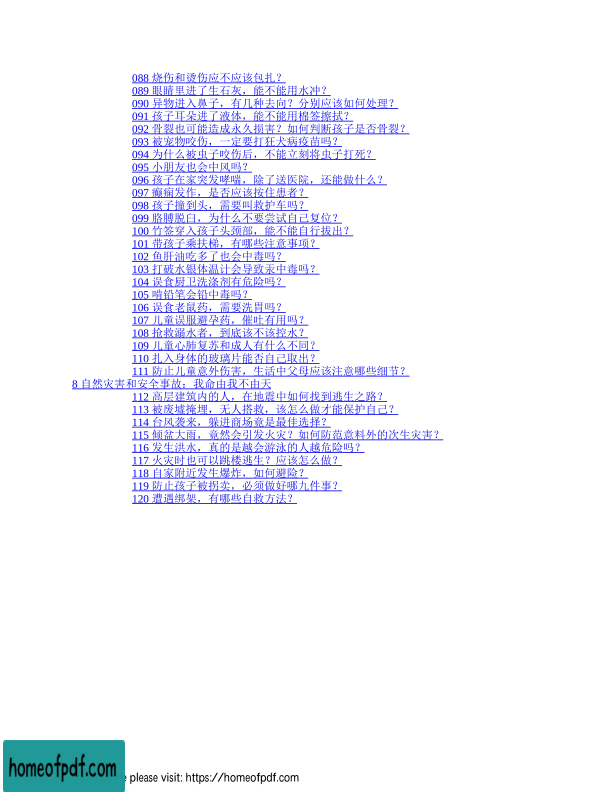 088 烧伤和烫伤应不应该包扎？
089 眼睛里进了生石灰，能不能用水冲？
090 异物进入鼻子，有几种去向？分别应该如何处理？
091 孩子耳朵进了液体，能不能用棉签擦拭？
092 骨裂也可能造成永久损害？如何判断孩子是否骨裂？
093 被宠物咬伤，一定要打狂犬病疫苗吗？
094 为什么被虫子咬伤后，不能立刻将虫子打死？
095 小朋友也会中风吗？
096 孩子在家突发哮喘，除了送医院，还能做什么？
097 癫痫发作，是否应该按住患者？
098 孩子撞到头，需要叫救护车吗？
099 胳膊脱臼，为什么不要尝试自己复位？
100 竹签穿入孩子头颈部，能不能自行拔出？
101 带孩子乘扶梯，有哪些注意事项？
102 鱼肝油吃多了也会中毒吗？
103 打破水银体温计会导致汞中毒吗？
104 误食厨卫洗涤剂有危险吗？
105 啃铅笔会铅中毒吗？
106 误食老鼠药，需要洗胃吗？
107 儿童误服避孕药，催吐有用吗？
108 抢救溺水者，到底该不该控水？
109 儿童心肺复苏和成人有什么不同？
110 扎入身体的玻璃片能否自己取出？
111 防止儿童意外伤害，生活中父母应该注意哪些细节？
8 自然灾害和安全事故：我命由我不由天
112 高层建筑内的人，在地震中如何找到逃生之路？
113 被废墟掩埋，无人搭救，该怎么做才能保护自己？
114 台风袭来，躲进商场竟是最佳选择？
115 倾盆大雨，竟然会引发火灾？如何防范意料外的次生灾害？
116 发生洪水，真的是越会游泳的人越危险吗？
117 火灾时也可以跳楼逃生？应该怎么做？
118 自家附近发生爆炸，如何避险？
119 防止孩子被拐卖，必须做好哪九件事？
120 遭遇绑架，有哪些自救方法？
homeofpdf.com
e please visit: https://homeofpdf.com